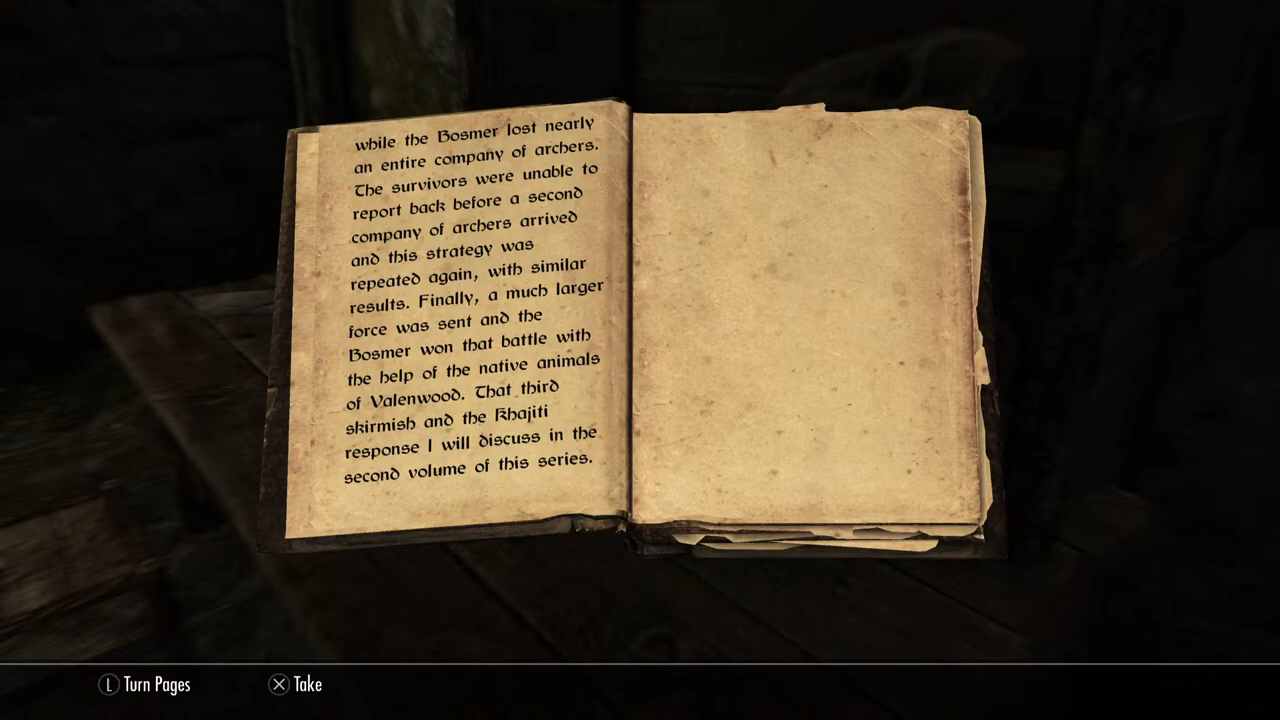 while the Bosmer lost nearly
an entire company of archers.
The survivors were unable to
report back before a second
company of archers arrived
and this strategy was
repeated again, with similar
results. Finally, a much larger
force was sent and the
Bosmer won that battle with
the help of the native animals
of Valenwood. That third
skirmish and the Khajiti
response I will discuss in the
second volume of this series.
L Turn Pages
X Take